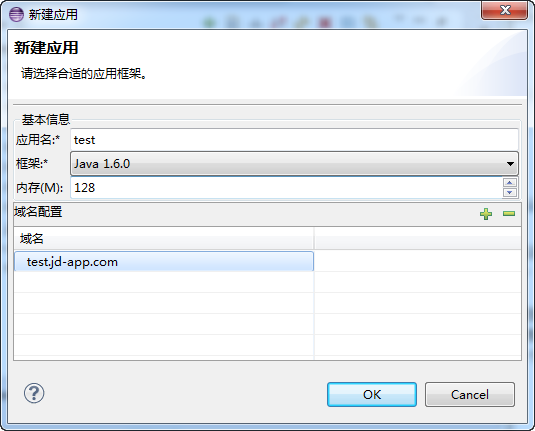 新建应用
新建应用
请选择合适的应用框架。
基本信息
应用名:* test
框架:* Java 1.6.0
内存(M): 128
域名配置
域名
test.jd-app.com
OK Cancel